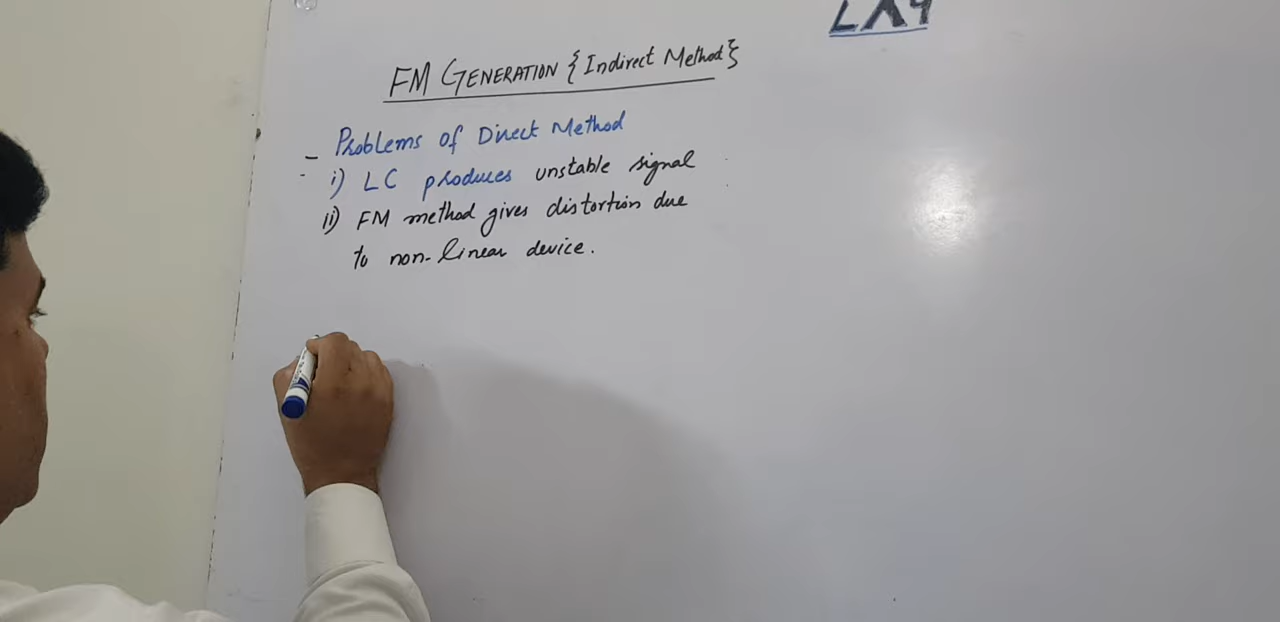 FM GENERATION {Indirect Method}
- Problems of Direct Method
i) LC produces unstable signal
ii) FM method gives distortion due
to non-linear device.